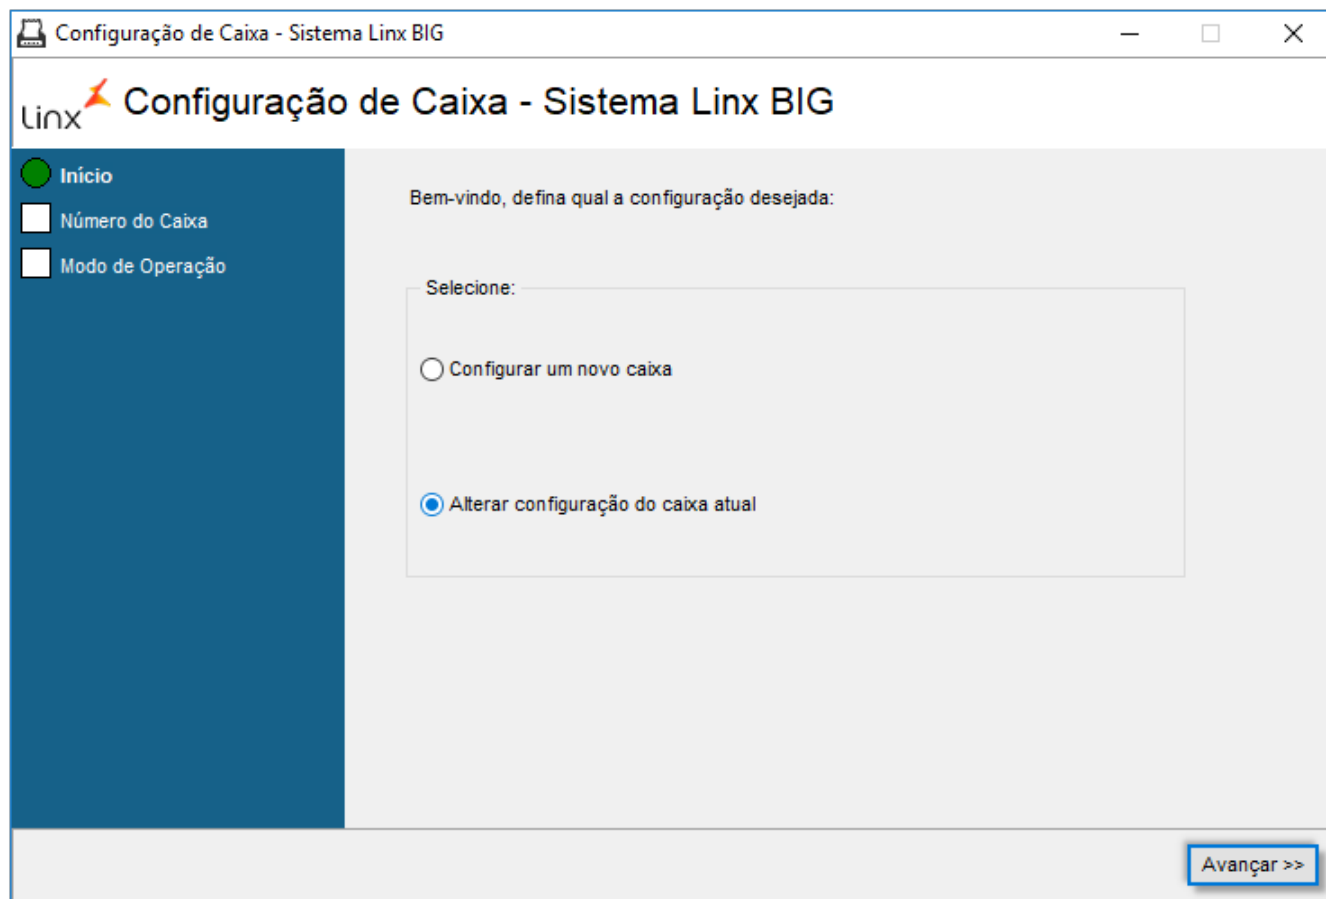 Configuração de Caixa - Sistema Linx BIG
Linx Configuração de Caixa - Sistema Linx BIG
Início
Número do Caixa
Modo de Operação
Bem-vindo, defina qual a configuração desejada:
Selecione:
Configurar um novo caixa
Alterar configuração do caixa atual
Avançar >>